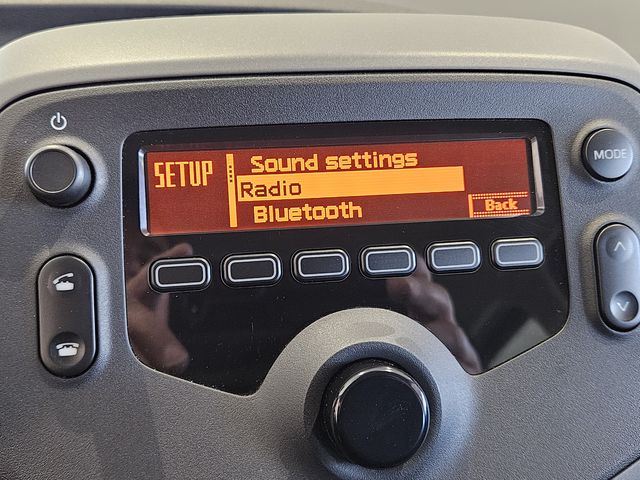 SETUP
Sound settings
Radio
Bluetooth
Back
MODE